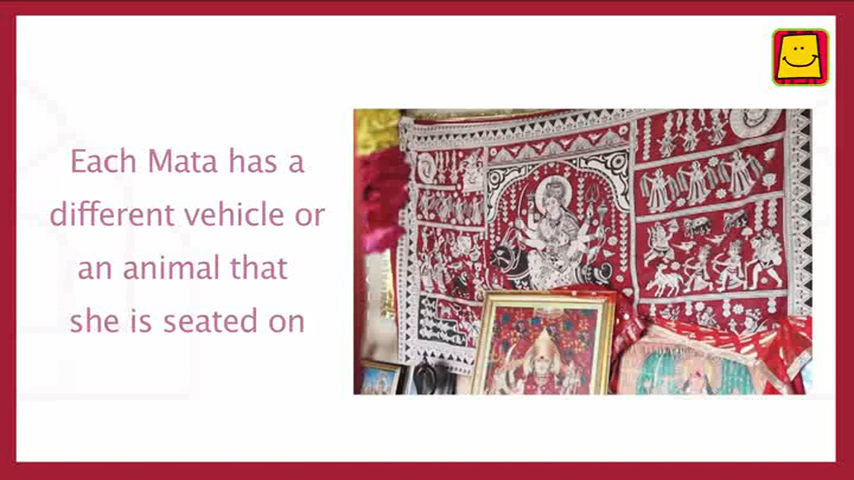 Each Mata has a
different vehicle or
an animal that
she is seated on